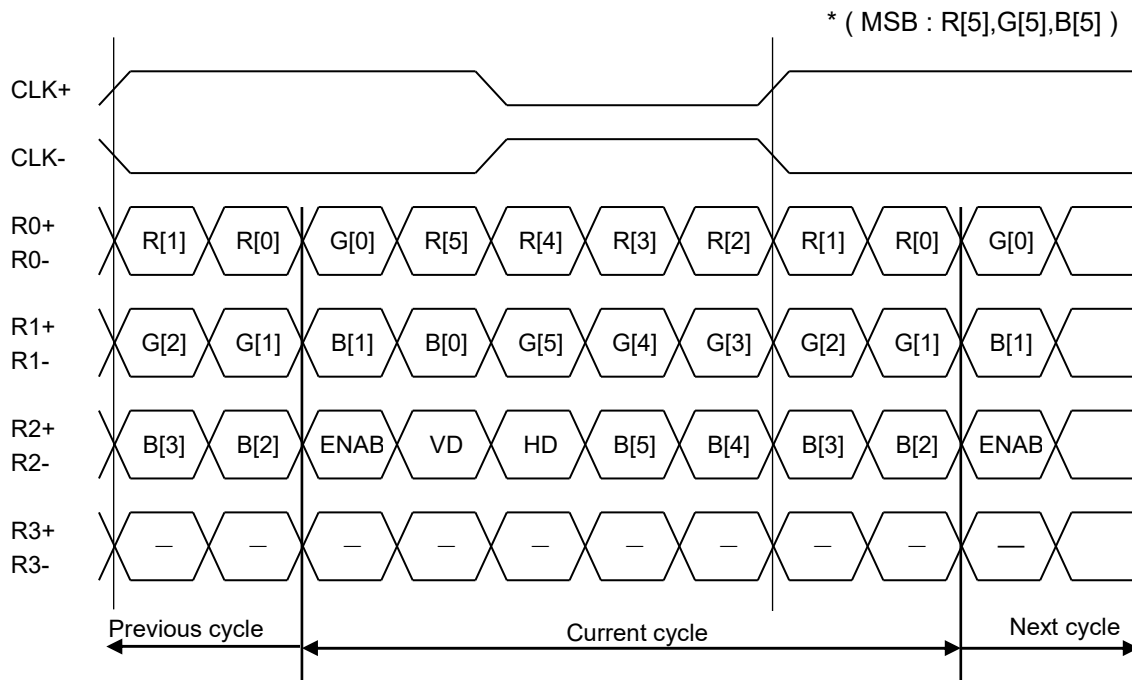 * ( MSB : R[5],G[5],B[5] )
CLK+
CLK-
R0+
R0-
R[1] R[0] G[0] R[5] R[4] R[3] R[2] R[1] R[0] G[0]
R1+
R1-
G[2] G[1] B[1] B[0] G[5] G[4] G[3] G[2] G[1] B[1]
R2+
R2-
B[3] B[2] ENAB VD HD B[5] B[4] B[3] B[2] ENAB
R3+
R3-
— — — — — — — — — —
Previous cycle Current cycle Next cycle